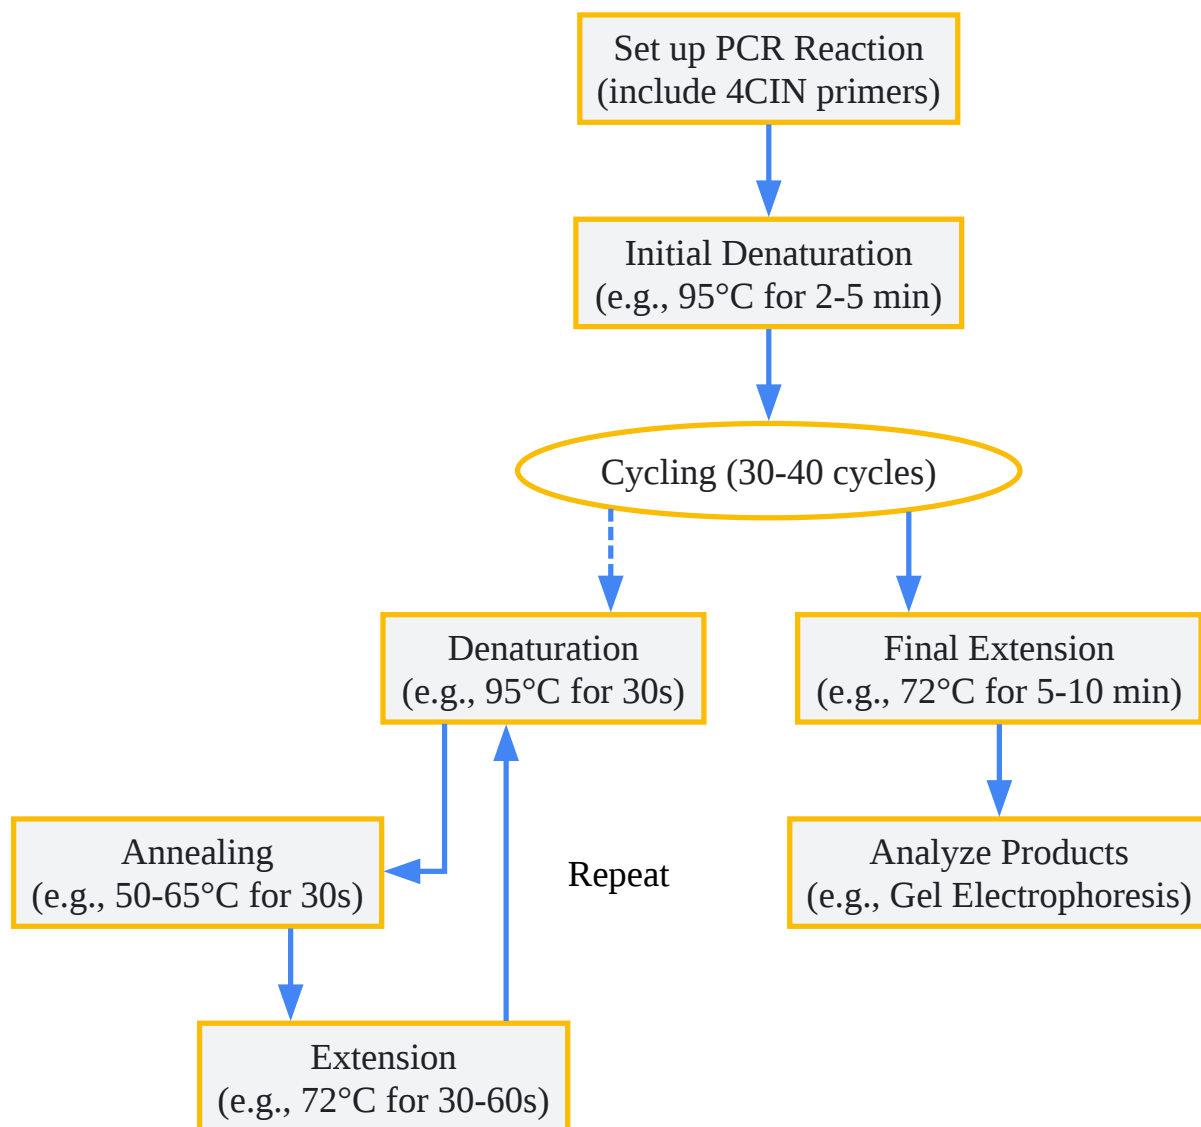 Set up PCR Reaction
(include 4CIN primers)
Initial Denaturation
(e.g., 95°C for 2-5 min)
Cycling (30-40 cycles)
Denaturation
(e.g., 95°C for 30s)
Final Extension
(e.g., 72°C for 5-10 min)
Annealing
(e.g., 50-65°C for 30s)
Repeat
Analyze Products
(e.g., Gel Electrophoresis)
Extension
(e.g., 72°C for 30-60s)